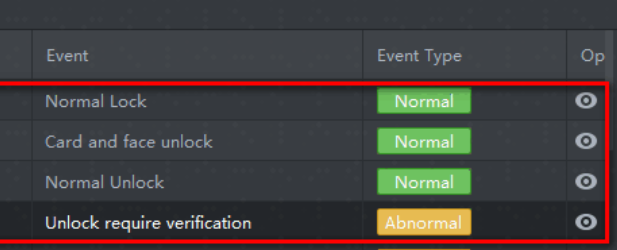 Event Event Type Op
Normal Lock Normal
Card and face unlock Normal
Normal Unlock Normal
Unlock require verification Abnormal